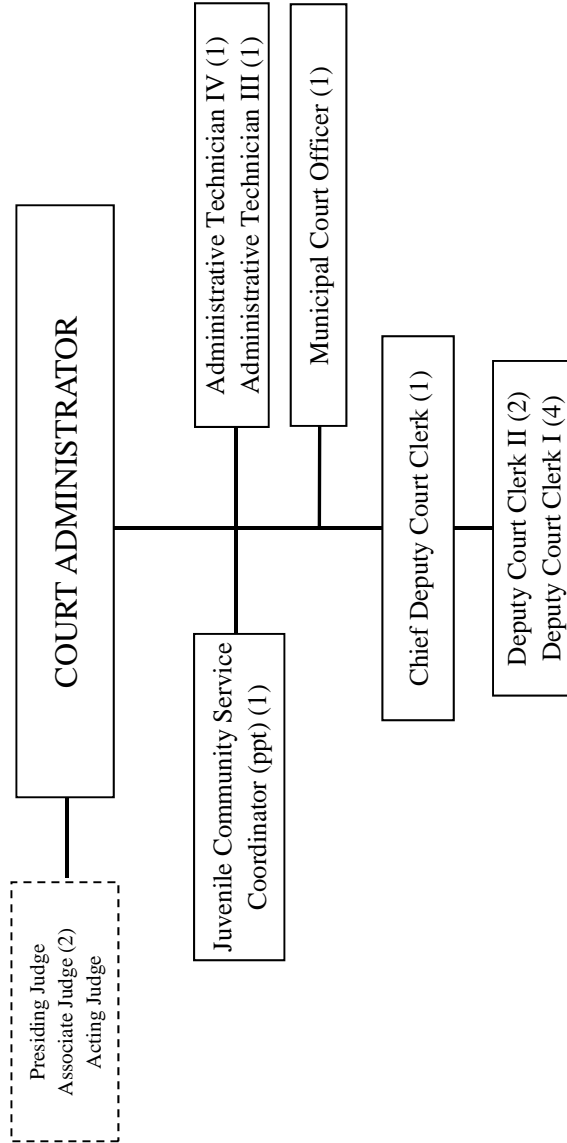 Presiding Judge
Associate Judge (2)
Acting Judge
COURT ADMINISTRATOR
Juvenile Community Service
Coordinator (ppt) (1)
Administrative Technician IV (1)
Administrative Technician III (1)
Municipal Court Officer (1)
Chief Deputy Court Clerk (1)
Deputy Court Clerk II (2)
Deputy Court Clerk I (4)